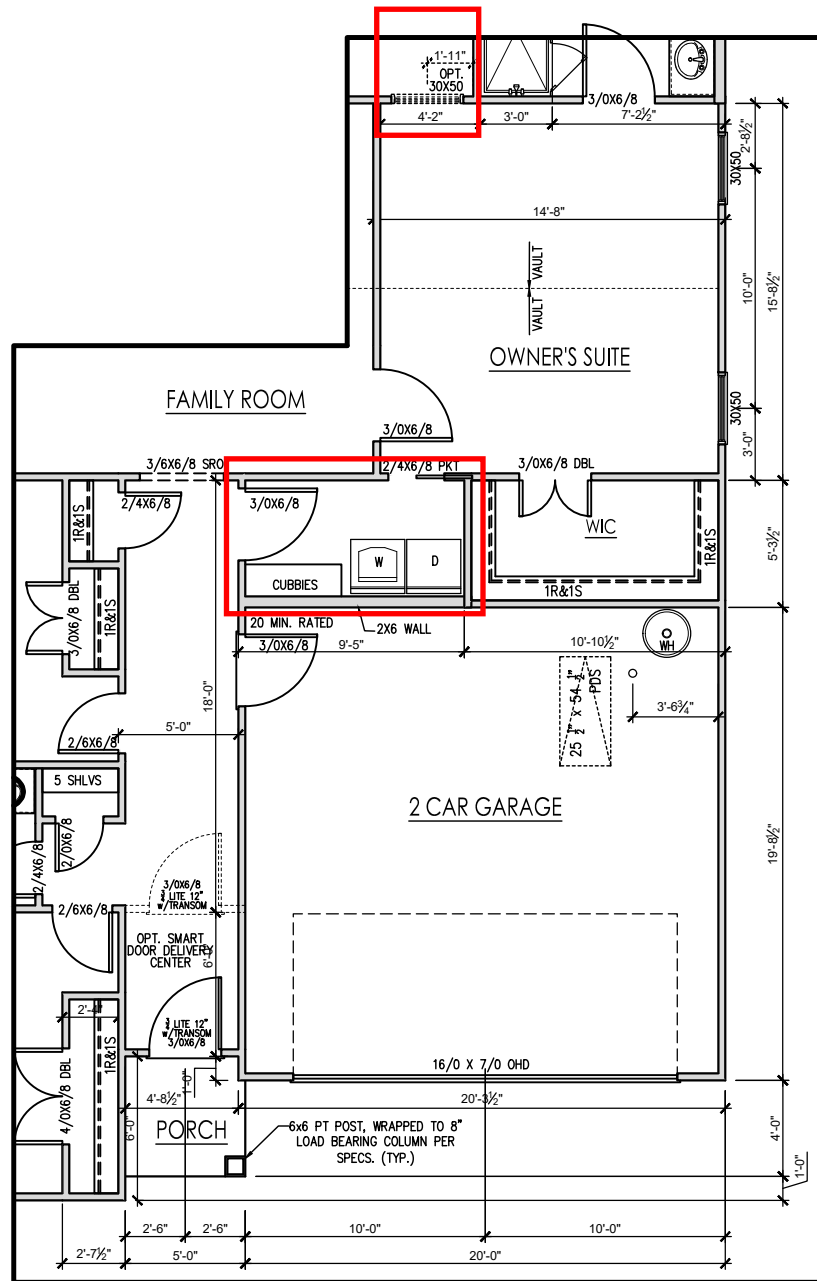 1'-11"
OPT.
30X50
3/0X6/8
4'-2"
3'-0"
7'-2½"
2'-8½"
30X50
14'-8"
VAULT
VAULT
10'-0"
15'-8½"
OWNER'S SUITE
FAMILY ROOM
30X50
3/0X6/8
3'-0"
3/6X6/8 SRO
2/4X6/8 PKT
3/0X6/8 DBL
2/4X6/8
1R&1S
3/0X6/8
WIC
1R&1S
5'-3½"
W
D
CUBBIES
1R&1S
3/0X6/8 DBL
1R&1S
20 MIN. RATED
3/0X6/8
2X6 WALL
9'-5"
10'-10½"
WH
25 ½" x 54 ½"
PDS
3'-6¾"
18'-0"
5'-0"
2/6X6/8
5 SHLVS
2 CAR GARAGE
19'-8½"
2/4X6/8
2/0X6/8
3/0X6/8
¾ LITE 12"
W/TRANSOM
2/6X6/8
OPT. SMART
DOOR DELIVERY
CENTER
6'-0"
2'-4"
¾ LITE 12"
W/TRANSOM
3/0X6/8
1R&1S
4/0X6/8 DBL
16/0 X 7/0 OHD
1'-0"
4'-8½"
20'-3½"
6'-0"
PORCH
6x6 PT POST, WRAPPED TO 8"
LOAD BEARING COLUMN PER
SPECS. (TYP.)
4'-0"
1'-0"
2'-6"
2'-6"
10'-0"
10'-0"
2'-7½"
5'-0"
20'-0"